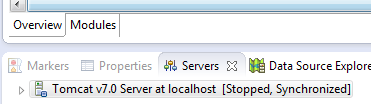 Overview Modules
Markers Properties Servers Data Source Explore
Tomcat v7.0 Server at localhost [Stopped, Synchronized]